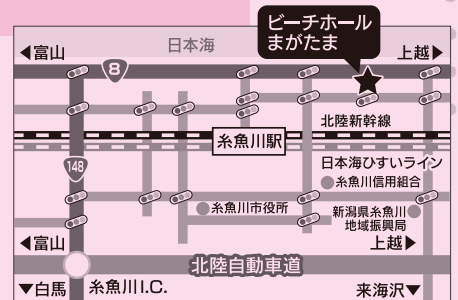 ビーチホール
まがたま
日本海
◀富山
上越▶
8
北陸新幹線
糸魚川駅
148
日本海ひすいライン
糸魚川信用組合
糸魚川市役所
新潟県糸魚川
地域振興局
◀富山
上越▶
北陸自動車道
▼白馬
糸魚川I.C.
来海沢▼